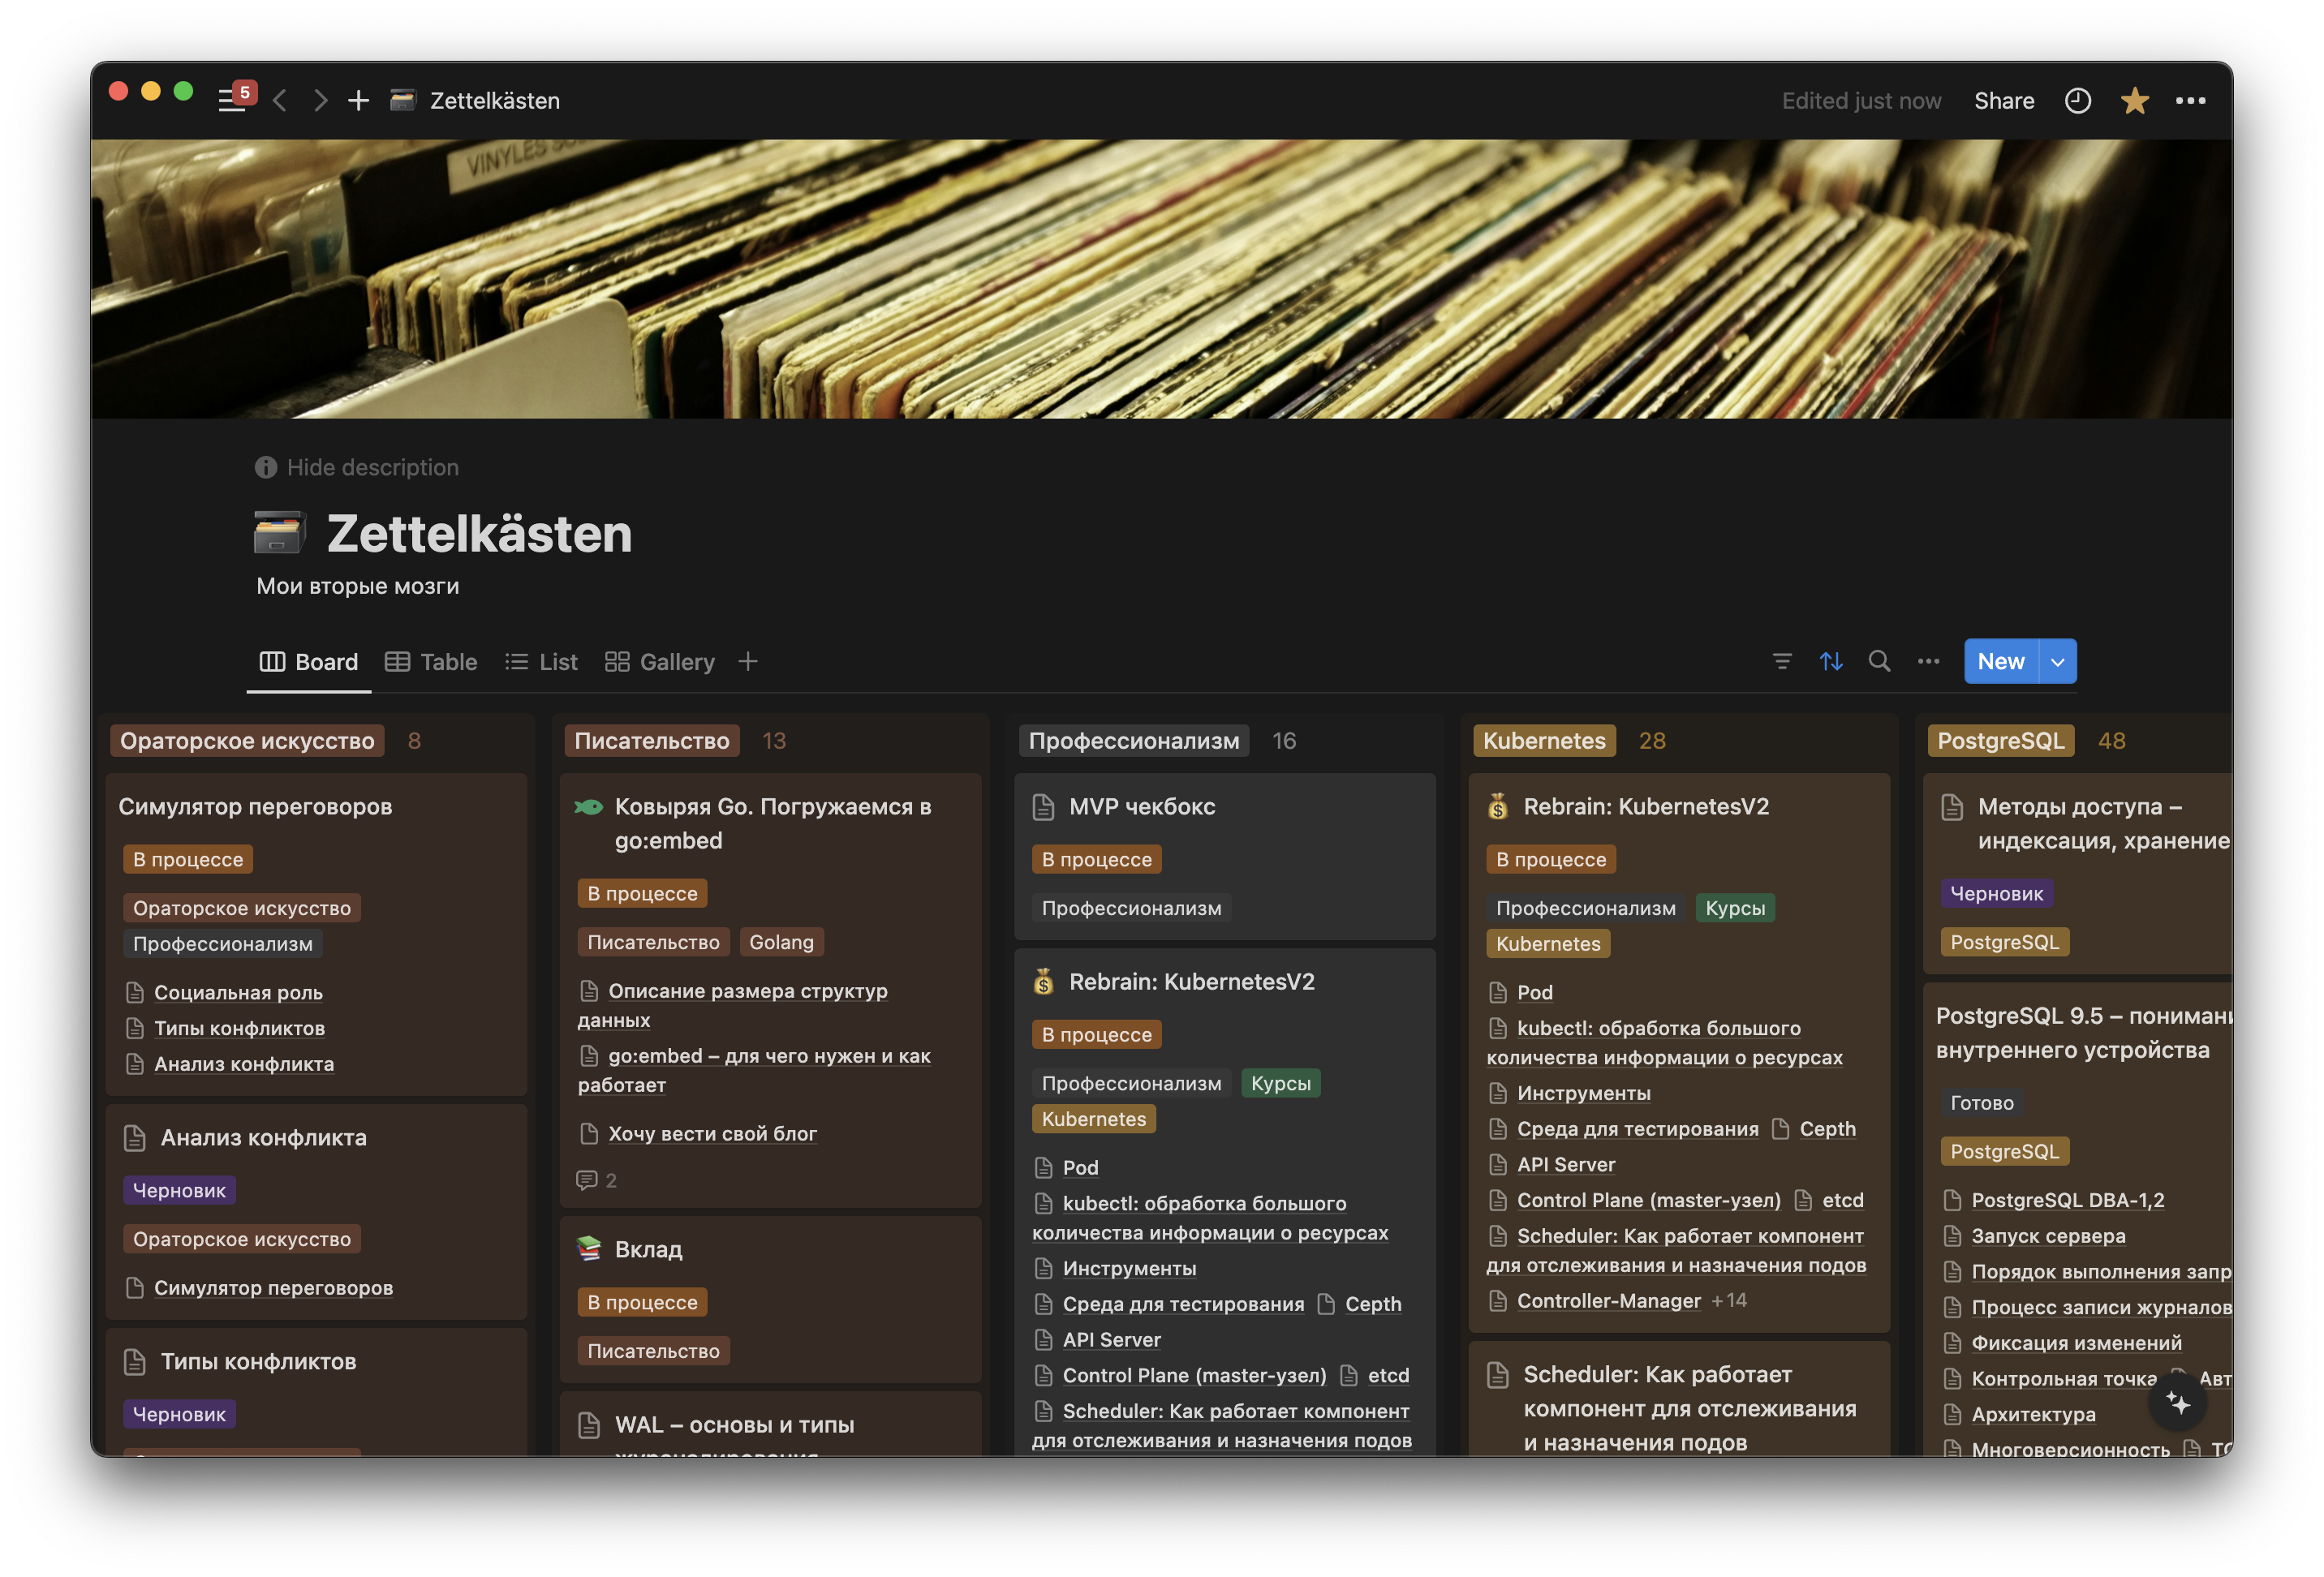 5
Zettelkästen
Edited just now
Share
VINYLES
Hide description
Zettelkästen
Мои вторые мозги
Board
Table
List
Gallery
New
Ораторское искусство 8
Симулятор переговоров
В процессе
Ораторское искусство
Профессионализм
Социальная роль
Типы конфликтов
Анализ конфликта
Анализ конфликта
Черновик
Ораторское искусство
Симулятор переговоров
Типы конфликтов
Черновик
Писательство 13
Ковыряя Go. Погружаемся в
go:embed
В процессе
Писательство Golang
Описание размера структур
данных
go:embed – для чего нужен и как
работает
Хочу вести свой блог
2
Вклад
В процессе
Писательство
WAL – основы и типы
Профессионализм 16
MVP чекбокс
В процессе
Профессионализм
Rebrain: KubernetesV2
В процессе
Профессионализм Курсы
Kubernetes
Pod
kubectl: обработка большого
количества информации о ресурсах
Инструменты
Среда для тестирования Cepth
API Server
Control Plane (master-узел) etcd
Scheduler: Как работает компонент
для отслеживания и назначения подов
Kubernetes 28
Rebrain: KubernetesV2
В процессе
Профессионализм Курсы
Kubernetes
Pod
kubectl: обработка большого
количества информации о ресурсах
Инструменты
Среда для тестирования Cepth
API Server
Control Plane (master-узел) etcd
Scheduler: Как работает компонент
для отслеживания и назначения подов
Controller-Manager +14
Scheduler: Как работает
компонент для отслеживания
и назначения подов
PostgreSQL 48
Методы доступа –
индексация, хранение
Черновик
PostgreSQL
PostgreSQL 9.5 – понимани
внутреннего устройства
Готово
PostgreSQL
PostgreSQL DBA-1,2
Запуск сервера
Порядок выполнения запр
Процесс записи журналов
Фиксация изменений
Контрольная точка Авт
Архитектура
Многоверсионность